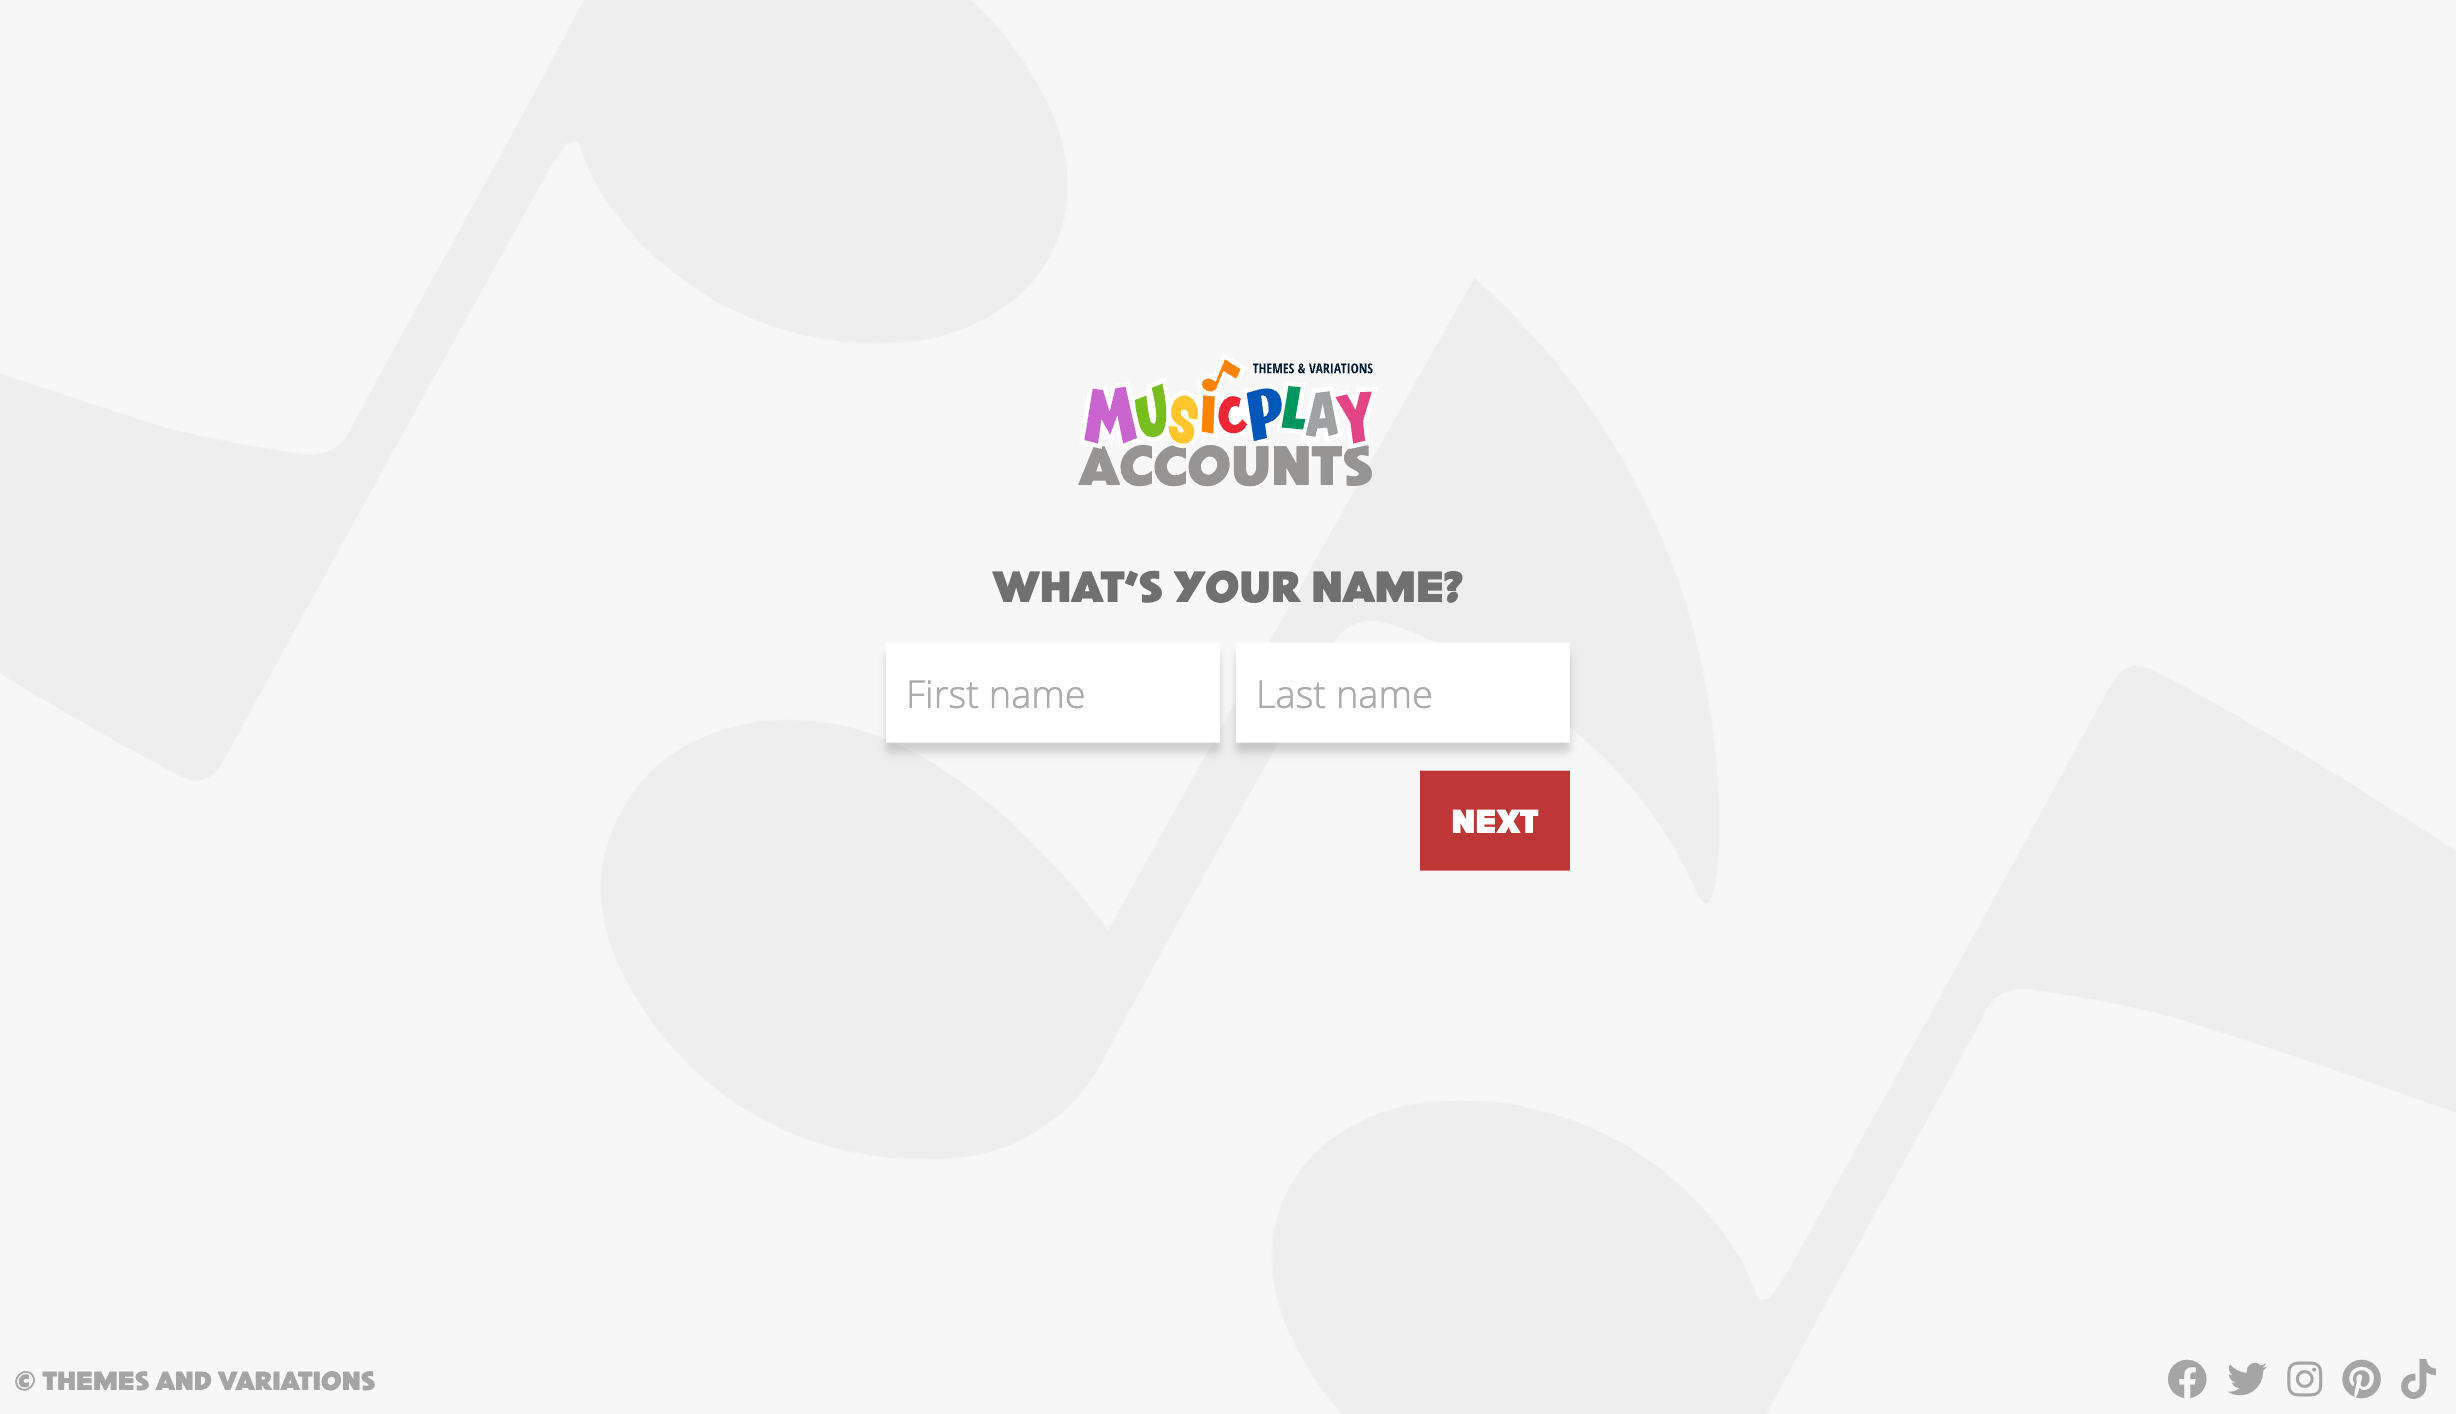 THEMES & VARIATIONS
MUSICPLAY
ACCOUNTS
WHAT'S YOUR NAME?
First name
Last name
NEXT
© THEMES AND VARIATIONS